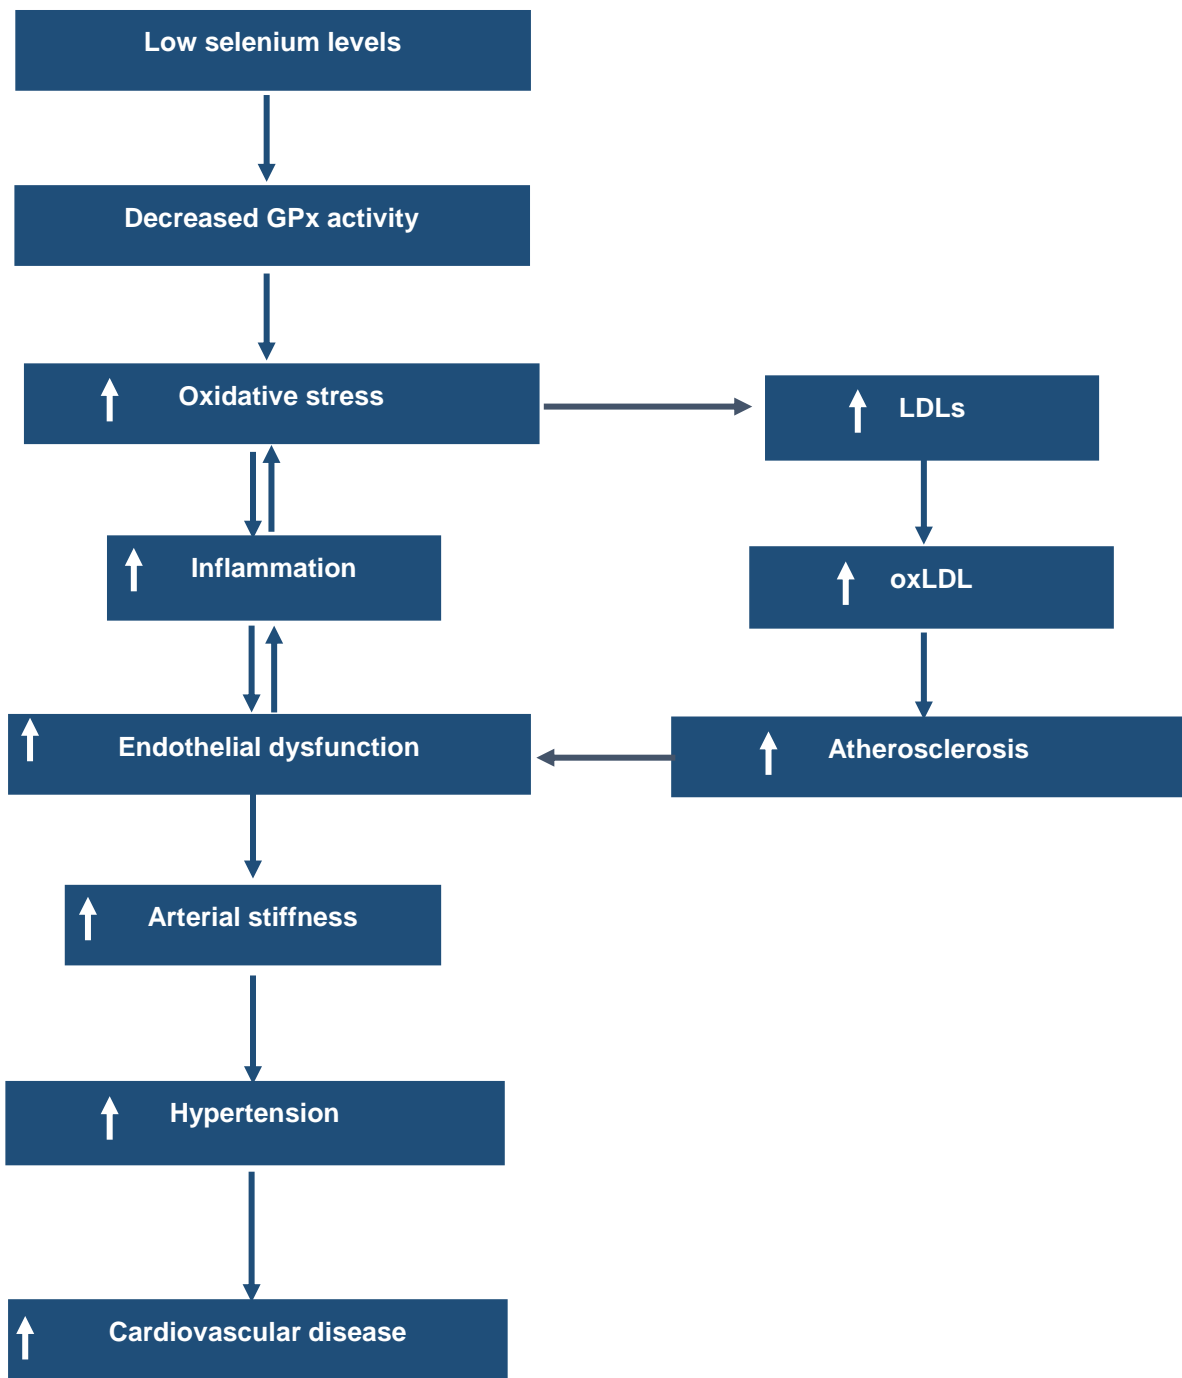 Low selenium levels
Decreased GPx activity
Oxidative stress
LDLs
Inflammation
oxLDL
Endothelial dysfunction
Atherosclerosis
Arterial stiffness
Hypertension
Cardiovascular disease